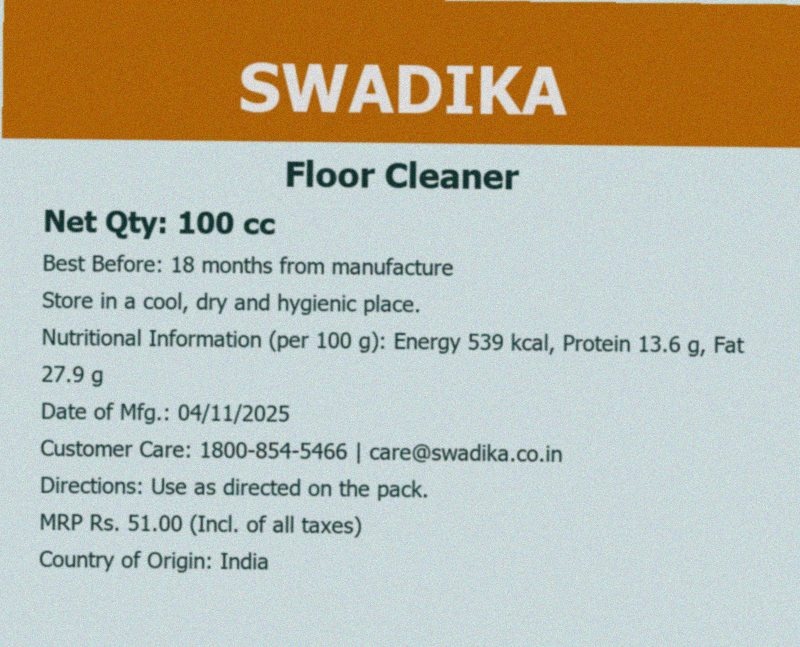 SWADIKA
Floor Cleaner
Net Qty: 100 cc
Best Before: 18 months from manufacture
Store in a cool, dry and hygienic place.
Nutritional Information (per 100 g): Energy 539 kcal, Protein 13.6 g, Fat
27.9 g
Date of Mfg.: 04/11/2025
Customer Care: 1800-854-5466 | care@swadika.co.in
Directions: Use as directed on the pack.
MRP Rs. 51.00 (Incl. of all taxes)
Country of Origin: India